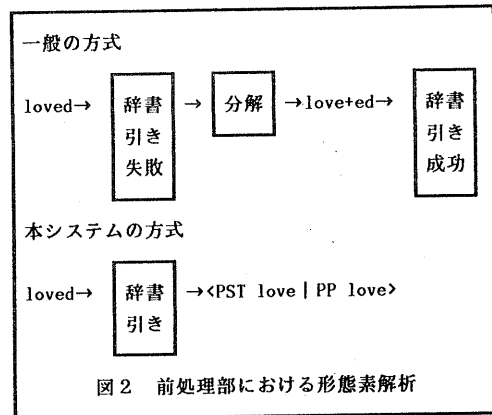 一般の方式
loved→ 辞書引き失敗 → 分解 →love+ed→ 辞書引き成功
本システムの方式
loved→ 辞書引き →<PST love | PP love>
図2 前処理部における形態素解析